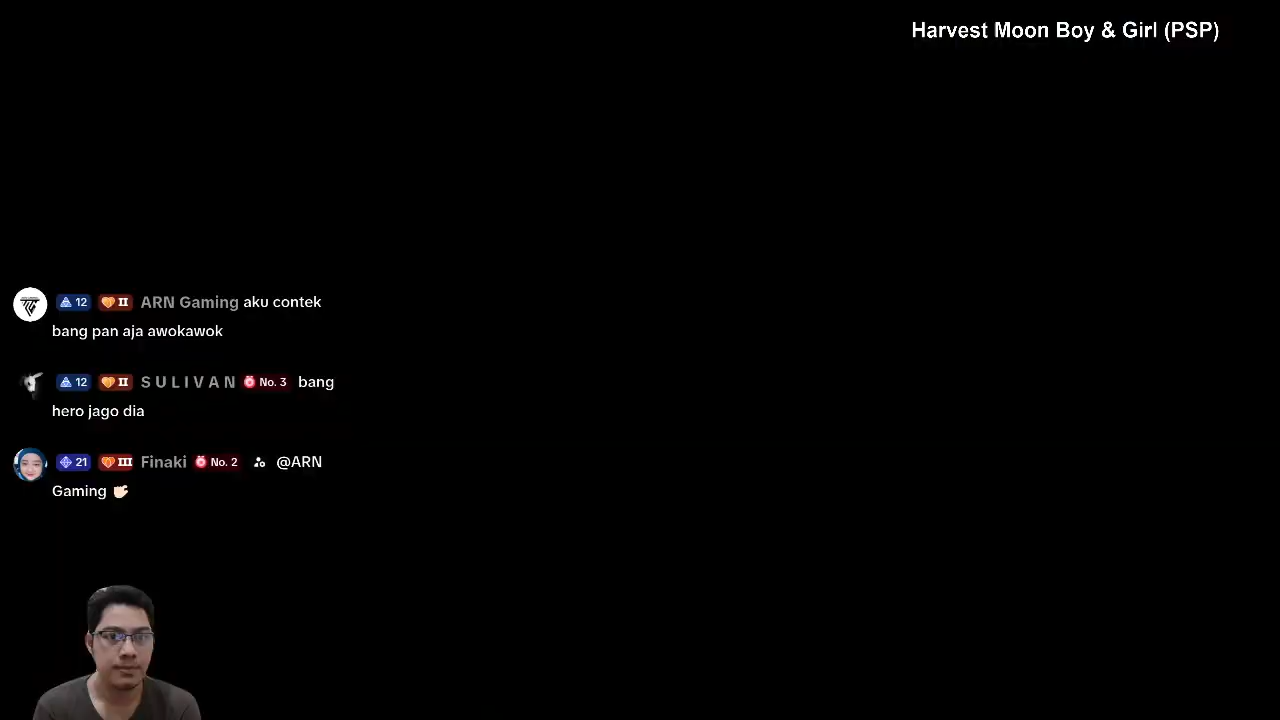 Harvest Moon Boy & Girl (PSP)
12 II ARN Gaming aku contek
bang pan aja awokawok
12 II S U L I V A N No. 3 bang
hero jago dia
21 III Finaki No. 2 @ARN
Gaming 👏🏻